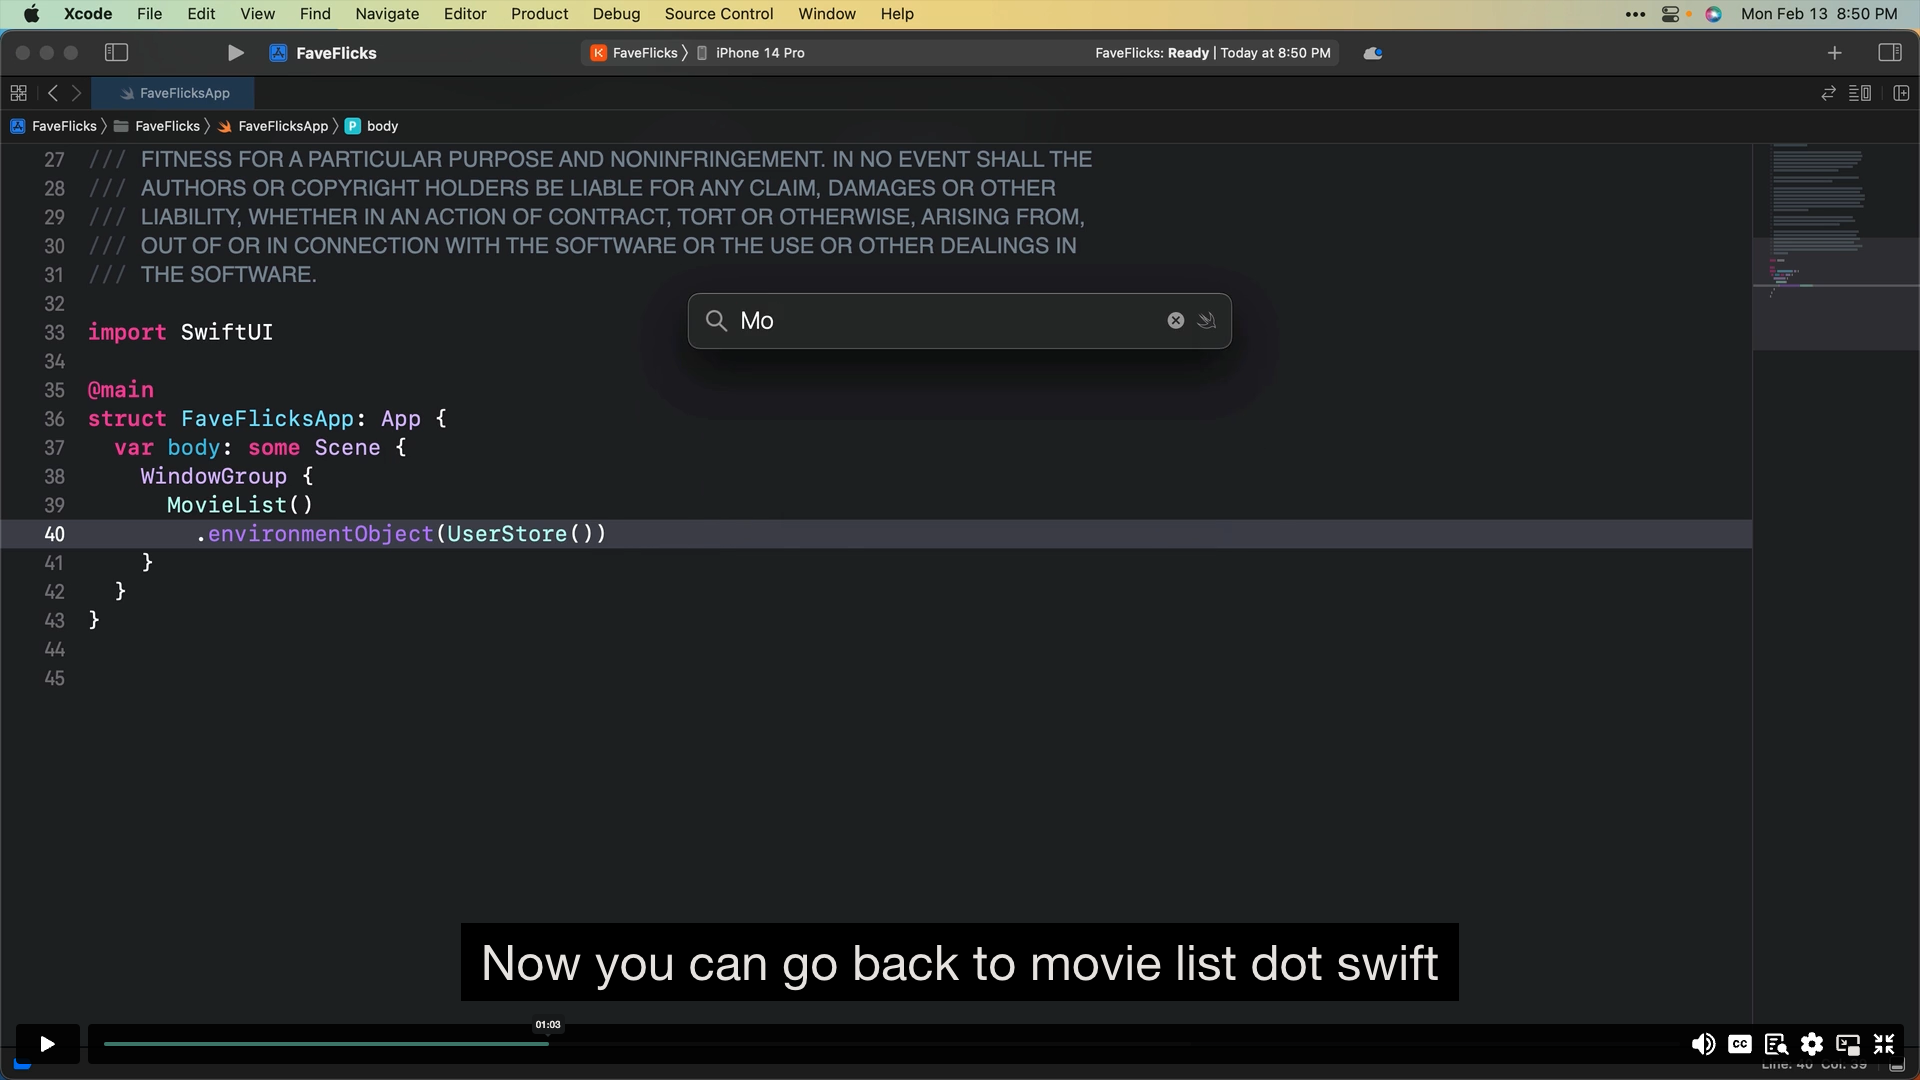 Xcode File Edit View Find Navigate Editor Product Debug Source Control Window Help Mon Feb 13 8:50 PM
FaveFlicks FaveFlicks iPhone 14 Pro FaveFlicks: Ready | Today at 8:50 PM
FaveFlicksApp
FaveFlicks FaveFlicks FaveFlicksApp P body
27 /// FITNESS FOR A PARTICULAR PURPOSE AND NONINFRINGEMENT. IN NO EVENT SHALL THE
28 /// AUTHORS OR COPYRIGHT HOLDERS BE LIABLE FOR ANY CLAIM, DAMAGES OR OTHER
29 /// LIABILITY, WHETHER IN AN ACTION OF CONTRACT, TORT OR OTHERWISE, ARISING FROM,
30 /// OUT OF OR IN CONNECTION WITH THE SOFTWARE OR THE USE OR OTHER DEALINGS IN
31 /// THE SOFTWARE.
32
Mo
33 import SwiftUI
34
35 @main
36 struct FaveFlicksApp: App {
37 var body: some Scene {
38 WindowGroup {
39 MovieList()
40 .environmentObject(UserStore())
41 }
42 }
43 }
44
45
Now you can go back to movie list dot swift
01:03
CC
Line: 40 Col: 39